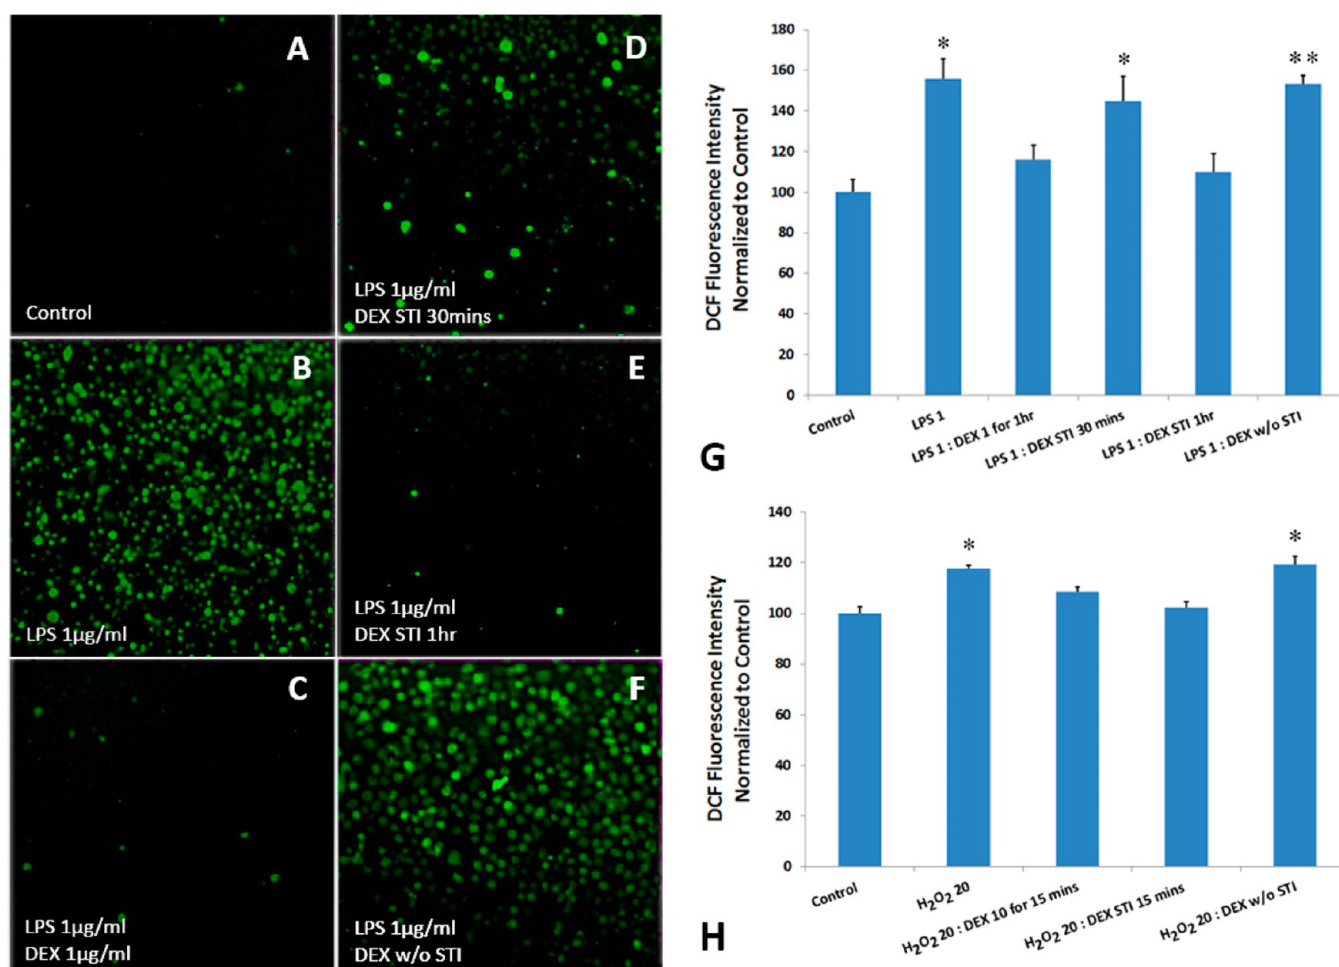 A
Control
B
LPS 1µg/ml
C
LPS 1µg/ml
DEX 1µg/ml
D
LPS 1µg/ml
DEX STI 30mins
E
LPS 1µg/ml
DEX STI 1hr
F
LPS 1µg/ml
DEX w/o STI
G
DCF Fluorescence Intensity
Normalized to Control
180
160
140
120
100
80
60
40
20
0
*
*
**
Control
LPS 1
LPS 1 : DEX 1 for 1hr
LPS 1 : DEX STI 30 mins
LPS 1 : DEX STI 1hr
LPS 1 : DEX w/o STI
H
DCF Fluorescence Intensity
Normalized to Control
140
120
100
80
60
40
20
0
*
*
Control
H₂O₂ 20
H₂O₂ 20 : DEX 10 for 15 mins
H₂O₂ 20 : DEX STI 15 mins
H₂O₂ 20 : DEX w/o STI